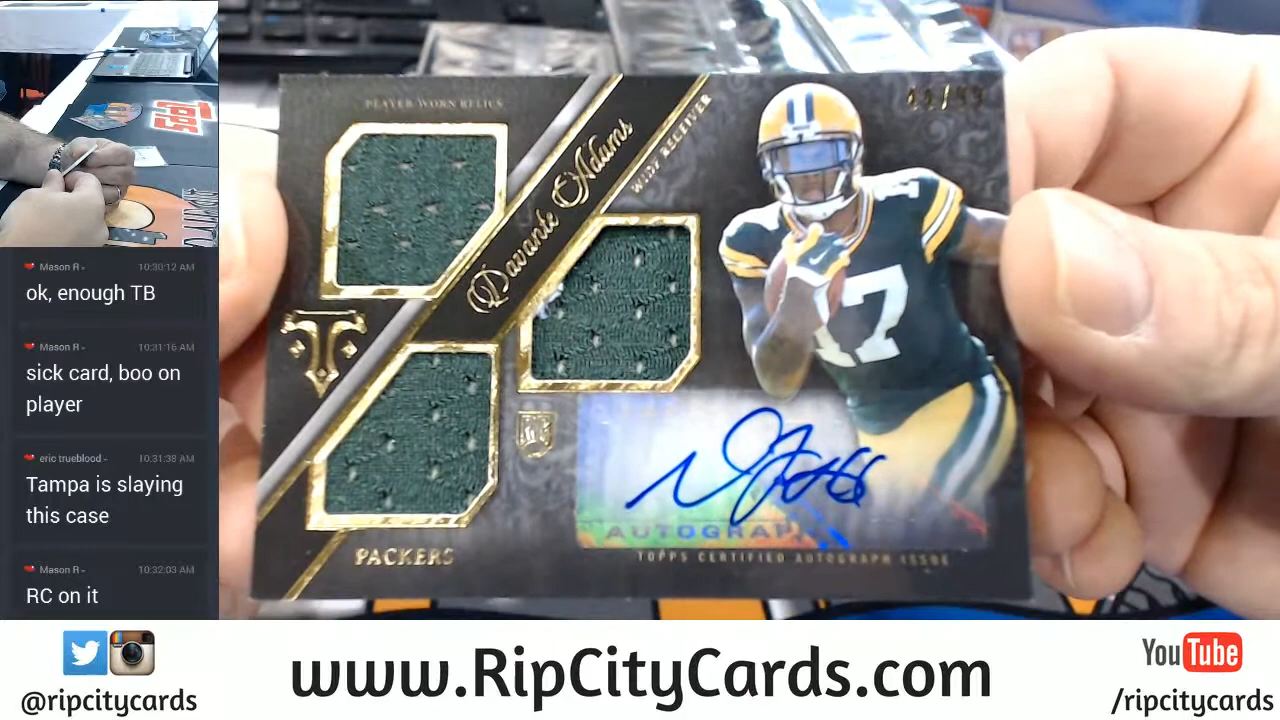 Mason R - 10:30:12 AM
ok, enough TB
Mason R - 10:31:16 AM
sick card, boo on
player
eric trueblood - 10:31:38 AM
Tampa is slaying
this case
Mason R - 10:32:03 AM
RC on it
PLAYER-WORN RELICS
Davante Adams
WIDE RECEIVER
17
PACKERS
AUTOGRAPH
TOPPS CERTIFIED AUTOGRAPH ISSUE
@ripcitycards
www.RipCityCards.com
YouTube
/ripcitycards